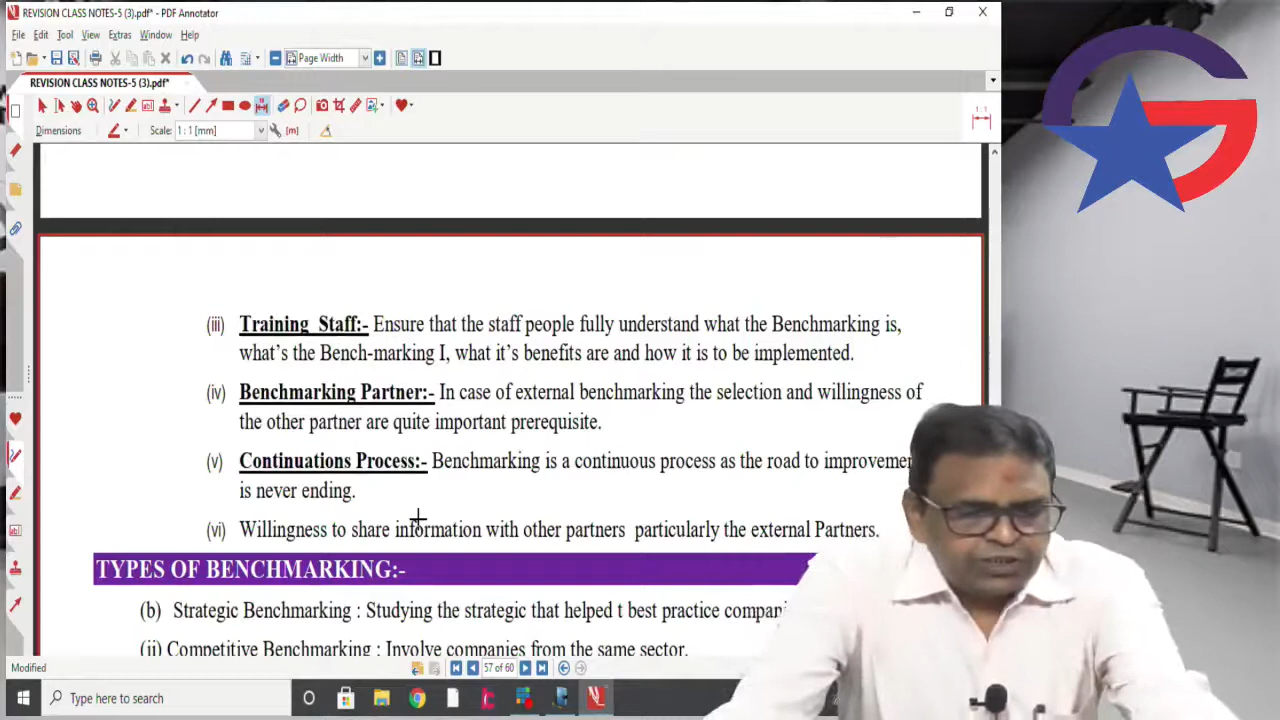 REVISION CLASS NOTES-5 (3).pdf* - PDF Annotator
File Edit Tool View Extras Window Help
Page Width
REVISION CLASS NOTES-5 (3).pdf*
Dimensions Scale: 1 : 1 [mm] (m) 1:1
(iii) Training Staff:- Ensure that the staff people fully understand what the Benchmarking is,
what's the Bench-marking I, what it's benefits are and how it is to be implemented.
(iv) Benchmarking Partner:- In case of external benchmarking the selection and willingness of
the other partner are quite important prerequisite.
(v) Continuations Process:- Benchmarking is a continuous process as the road to improvemen
is never ending.
(vi) Willingness to share information with other partners particularly the external Partners.
TYPES OF BENCHMARKING:-
(b) Strategic Benchmarking : Studying the strategic that helped t best practice compani
(ii) Competitive Benchmarking : Involve companies from the same sector.
Modified 57 of 60
Type here to search